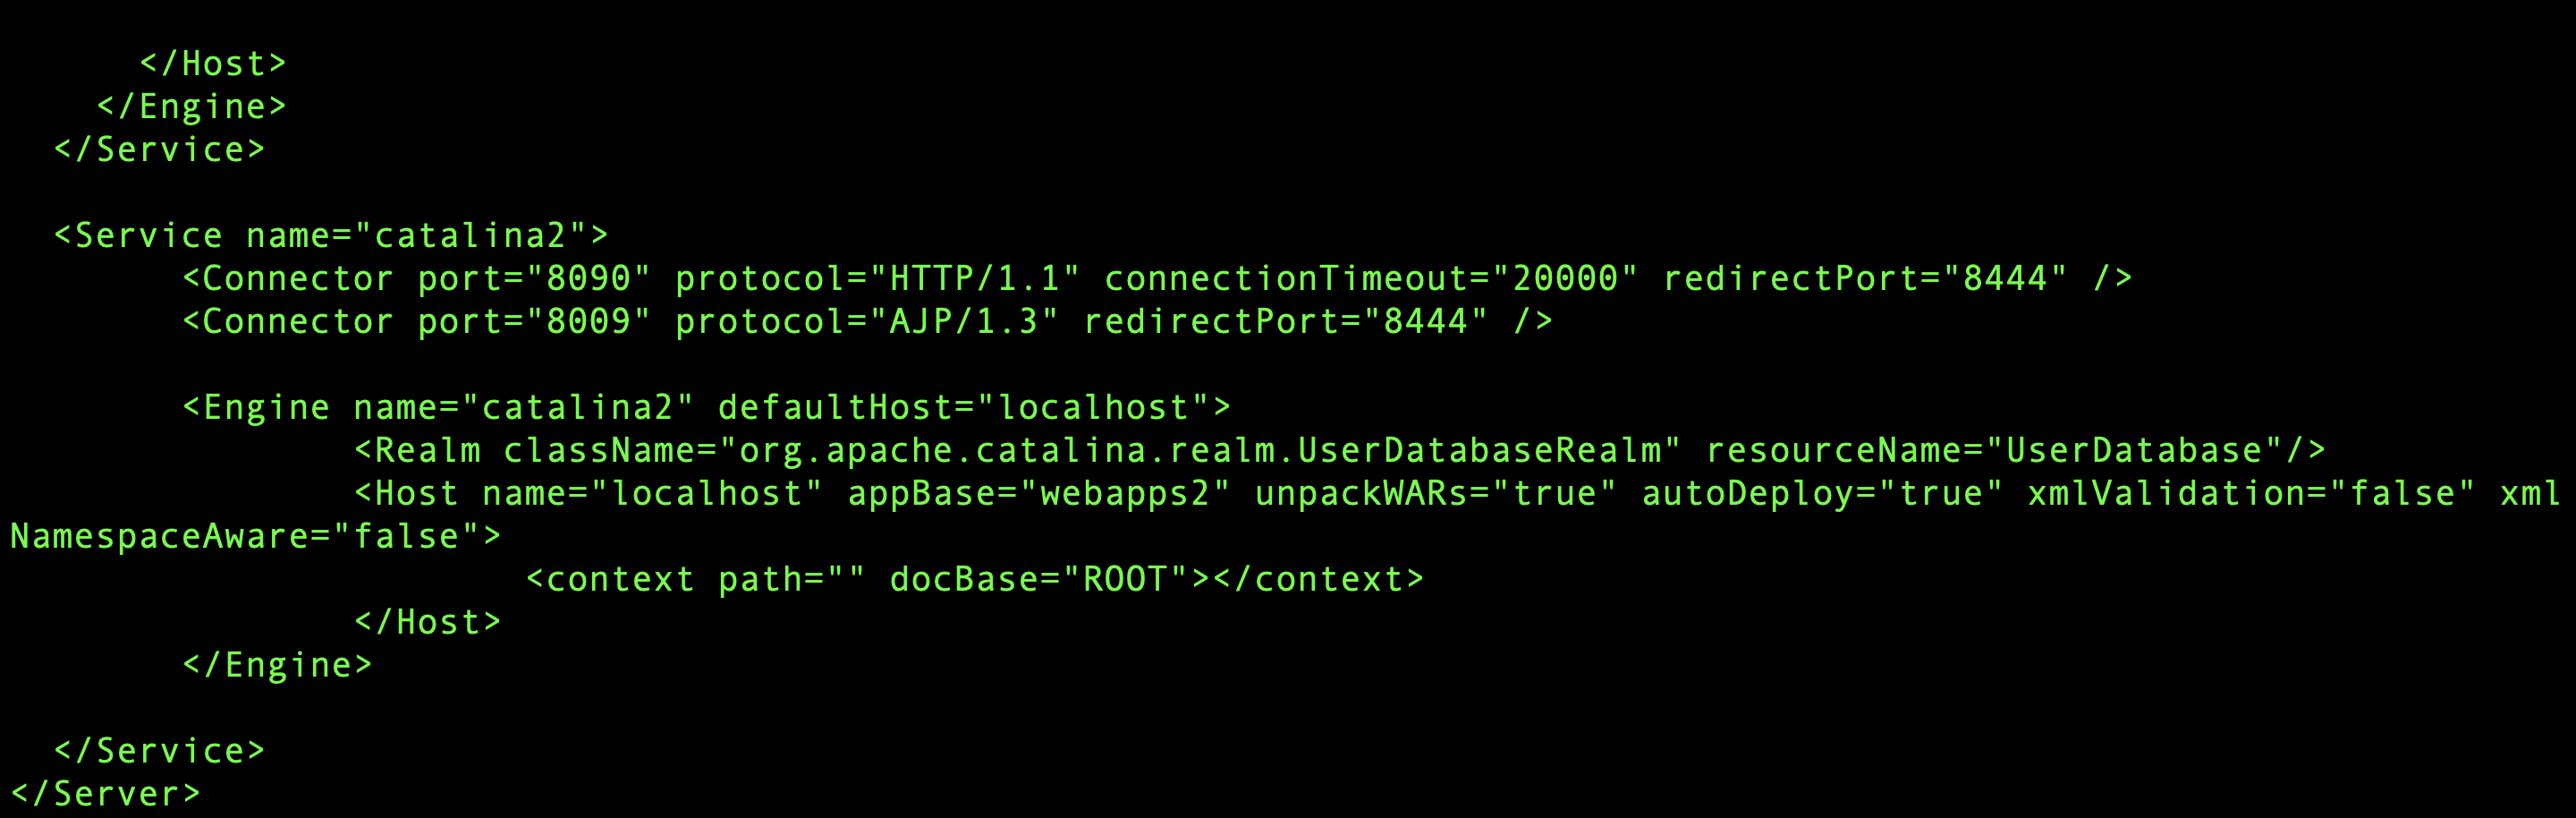 </Host>
</Engine>
</Service>
<Service name="catalina2">
<Connector port="8090" protocol="HTTP/1.1" connectionTimeout="20000" redirectPort="8444" />
<Connector port="8009" protocol="AJP/1.3" redirectPort="8444" />
<Engine name="catalina2" defaultHost="localhost">
<Realm className="org.apache.catalina.realm.UserDatabaseRealm" resourceName="UserDatabase"/>
<Host name="localhost" appBase="webapps2" unpackWARs="true" autoDeploy="true" xmlValidation="false" xml
NamespaceAware="false">
<context path="" docBase="ROOT"></context>
</Host>
</Engine>
</Service>
</Server>